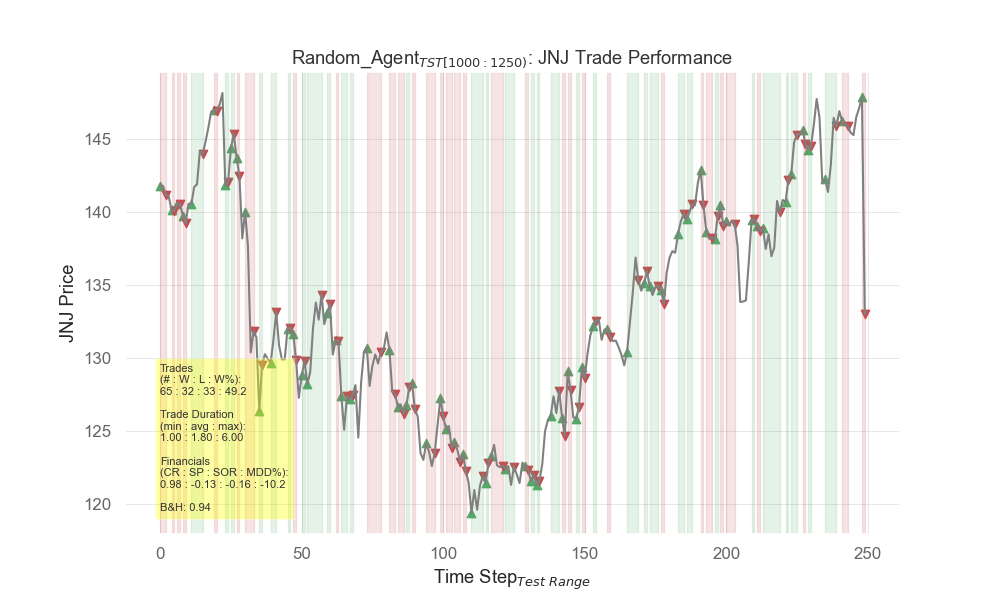 Random_Agent_TST[1000:1250): JNJ Trade Performance
JNJ Price
145
140
135
130
125
120
Trades
(# : W : L : W%):
65 : 32 : 33 : 49.2
Trade Duration
(min : avg : max):
1.00 : 1.80 : 6.00
Financials
(CR : SP : SOR : MDD%):
0.98 : -0.13 : -0.16 : -10.2
B&H: 0.94
0 50 100 150 200 250
Time Step Test Range